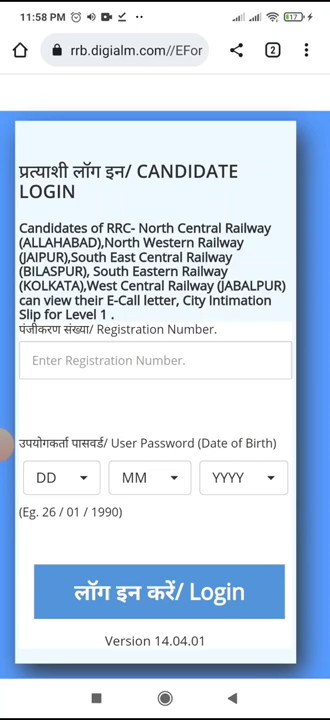 11:58 PM
17
rrb.digialm.com//EFor
2
प्रत्याशी लॉग इन/ CANDIDATE
LOGIN
Candidates of RRC- North Central Railway
(ALLAHABAD),North Western Railway
(JAIPUR),South East Central Railway
(BILASPUR), South Eastern Railway
(KOLKATA),West Central Railway (JABALPUR)
can view their E-Call letter, City Intimation
Slip for Level 1 .
पंजीकरण संख्या/ Registration Number.
Enter Registration Number.
उपयोगकर्ता पासवर्ड/ User Password (Date of Birth)
DD MM YYYY
(Eg. 26 / 01 / 1990)
लॉग इन करें/ Login
Version 14.04.01